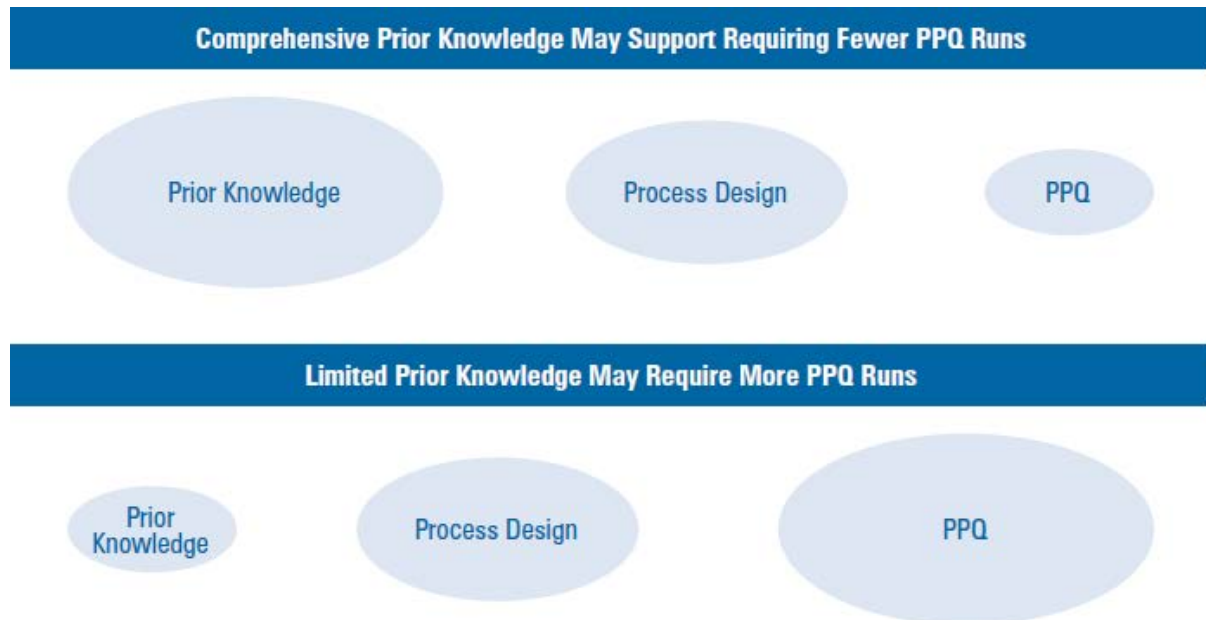 Comprehensive Prior Knowledge May Support Requiring Fewer PPQ Runs
Prior Knowledge
Process Design
PPQ
Limited Prior Knowledge May Require More PPQ Runs
Prior
Knowledge
Process Design
PPQ